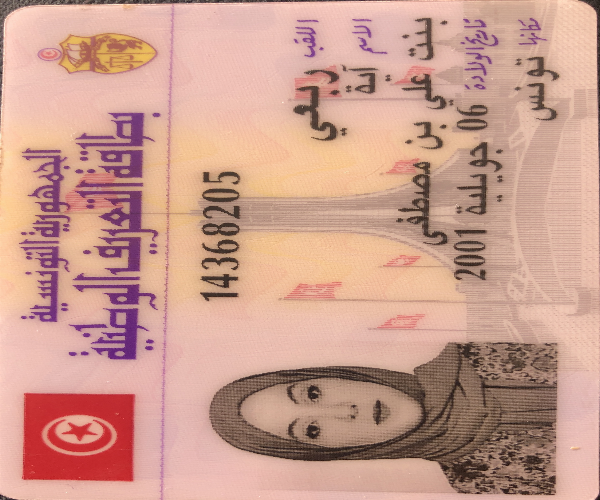 الجمهورية التونسية
بطاقة التعريف الوطنية
14368205
اللقب ربيعي
الاسم آية
بنت علي بن مصطفى
تاريخ الولادة 06 جويلية 2001
مكانها تونس